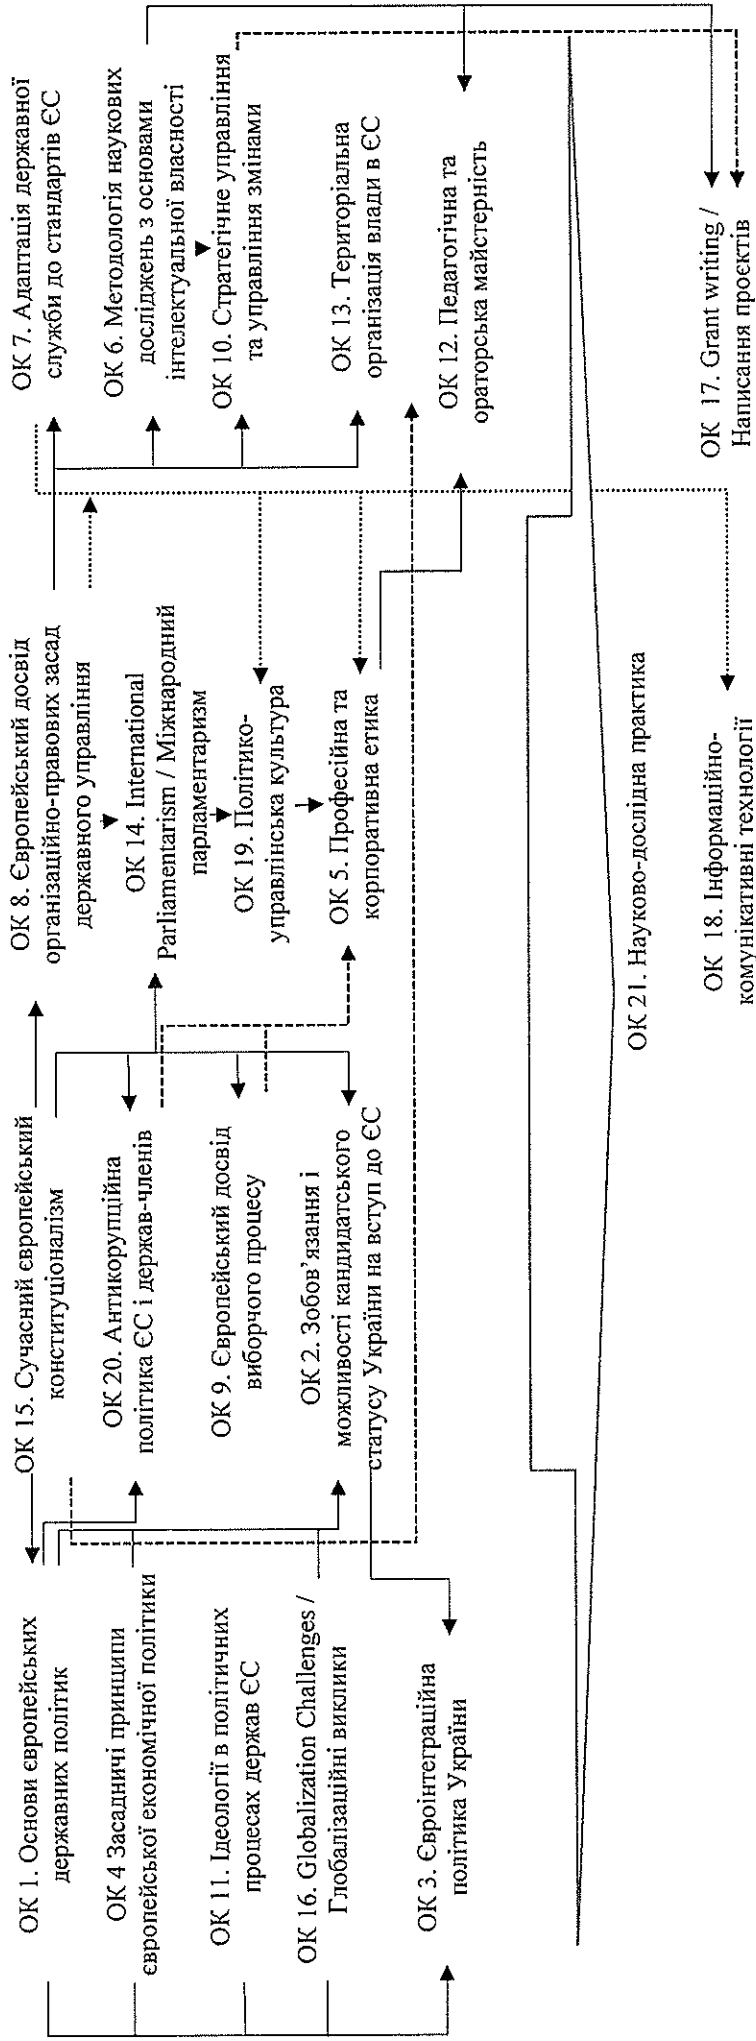 ОК 1. Основи європейських
державних політик
ОК 4 Засадничі принципи
європейської економічної політики
ОК 11. Ідеології в політичних
процесах держав ЄС
ОК 16. Globalization Challenges /
Глобалізаційні виклики
ОК 3. Євроінтеграційна
політика України
ОК 15. Сучасний європейський
конституціоналізм
ОК 20. Антикорупційна
політика ЄС і держав-членів
ОК 9. Європейський досвід
виборчого процесу
ОК 2. Зобов’язання і
можливості кандидатського
статусу України на вступ до ЄС
ОК 8. Європейський досвід
організаційно-правових засад
державного управління
ОК 14. International
Parliamentarism / Міжнародний
парламентаризм
ОК 19. Політико-
управлінська культура
ОК 5. Професійна та
корпоративна етика
ОК 7. Адаптація державної
служби до стандартів ЄС
ОК 6. Методологія наукових
досліджень з основами
інтелектуальної власності
ОК 10. Стратегічне управління
та управління змінами
ОК 13. Територіальна
організація влади в ЄС
ОК 12. Педагогічна та
ораторська майстерність
ОК 21. Науково-дослідна практика
ОК 18. Інформаційно-
комунікативні технології
ОК 17. Grant writing /
Написання проєктів